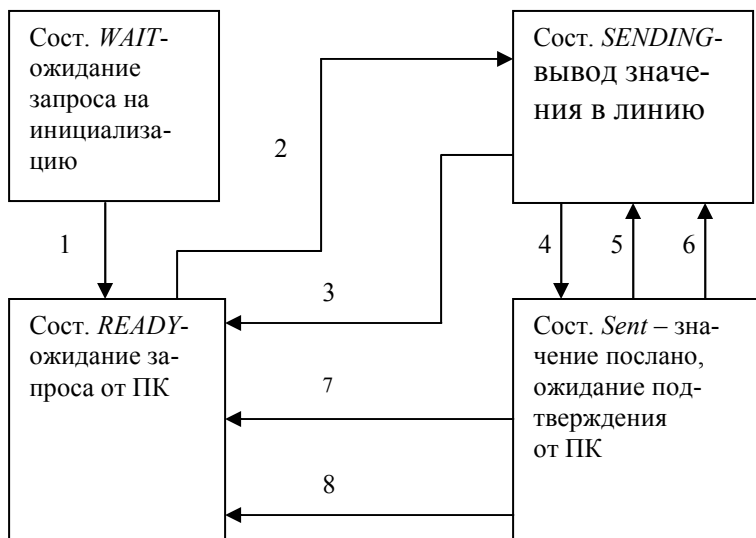 Сост. WAIT-
ожидание
запроса на
инициализа-
цию
Сост. SENDING-
вывод значе-
ния в линию
2
1
4
5
6
3
Сост. READY-
ожидание за-
проса от ПК
Сост. Sent – зна-
чение послано,
ожидание под-
тверждения
от ПК
7
8